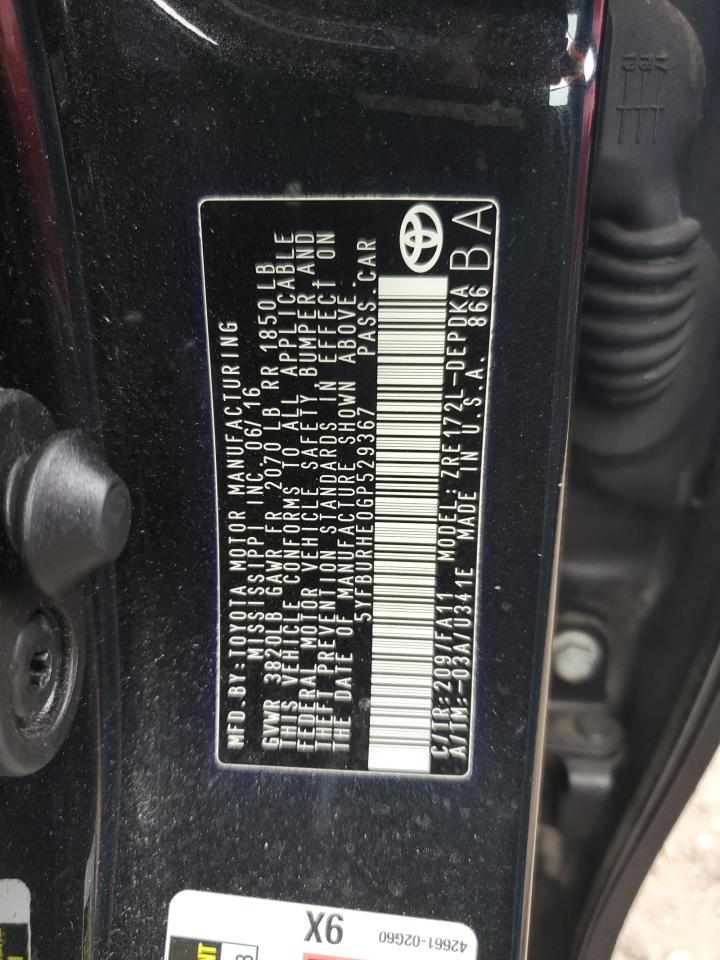 MFD.BY:TOYOTA MOTOR MANUFACTURING
MISSISSIPPI INC. 06/16
GVWR 3820LB GAWR FR 2070 LB RR 1850 LB
THIS VEHICLE CONFORMS TO ALL APPLICABLE
FEDERAL MOTOR VEHICLE SAFETY, BUMPER AND
THEFT PREVENTION STANDARDS IN EFFECT ON
THE DATE OF MANUFACTURE SHOWN ABOVE.
5YFBURHE0GP529367 PASS.CAR
C/TR:209/FA11 MODEL:ZRE172L-DEPDKA
A/TM:-03A/U341E MADE IN U.S.A. 866
BA
9X
42661-02G60